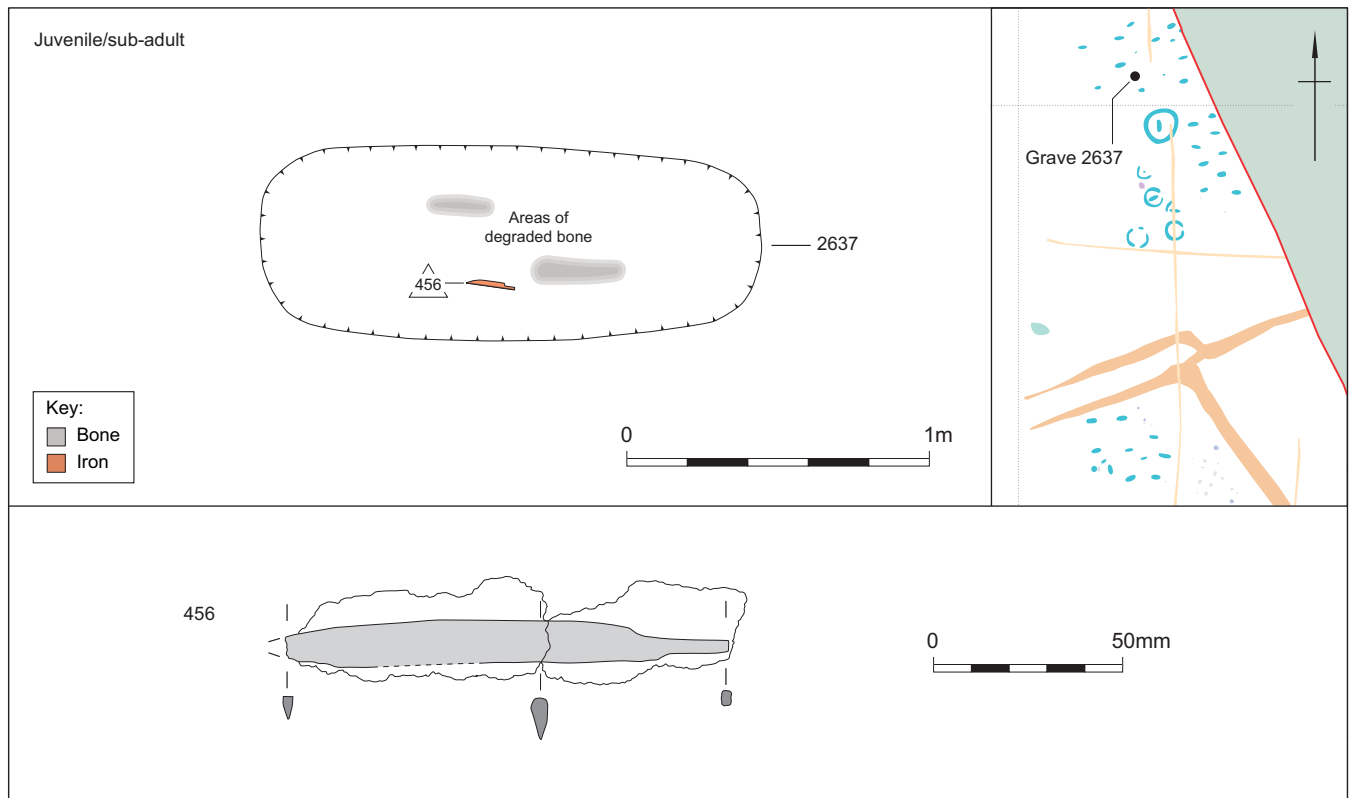 Juvenile/sub-adult
Areas of
degraded bone
2637
456
Key:
Bone
Iron
0 1m
Grave 2637
456
0 50mm